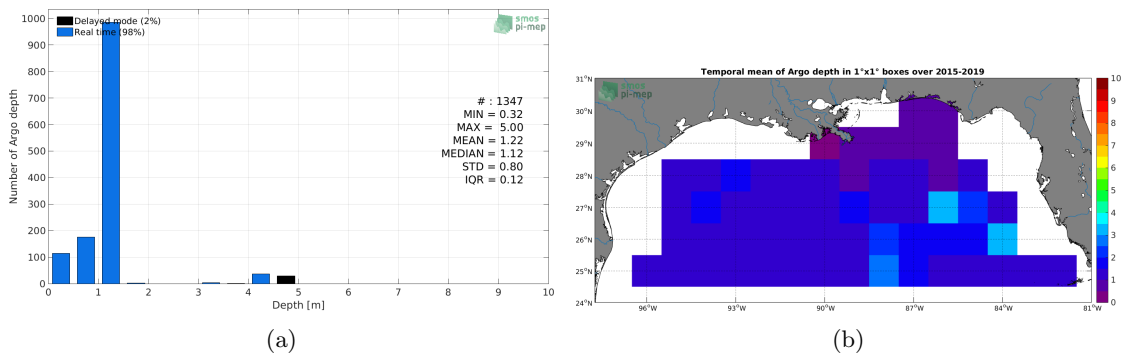 Delayed mode (2%)
Real time (98%)
smos
pi-mep
# : 1347
MIN = 0.32
MAX = 5.00
MEAN = 1.22
MEDIAN = 1.12
STD = 0.80
IQR = 0.12
Number of Argo depth
1000
900
800
700
600
500
400
300
200
100
0
0 1 2 3 4 5 6 7 8 9 10
Depth [m]
(a)
Temporal mean of Argo depth in 1°x1° boxes over 2015-2019
smos
pi-mep
31°N
30°N
29°N
28°N
27°N
26°N
25°N
24°N
96°W 93°W 90°W 87°W 84°W 81°W
10
9
8
7
6
5
4
3
2
1
0
(b)